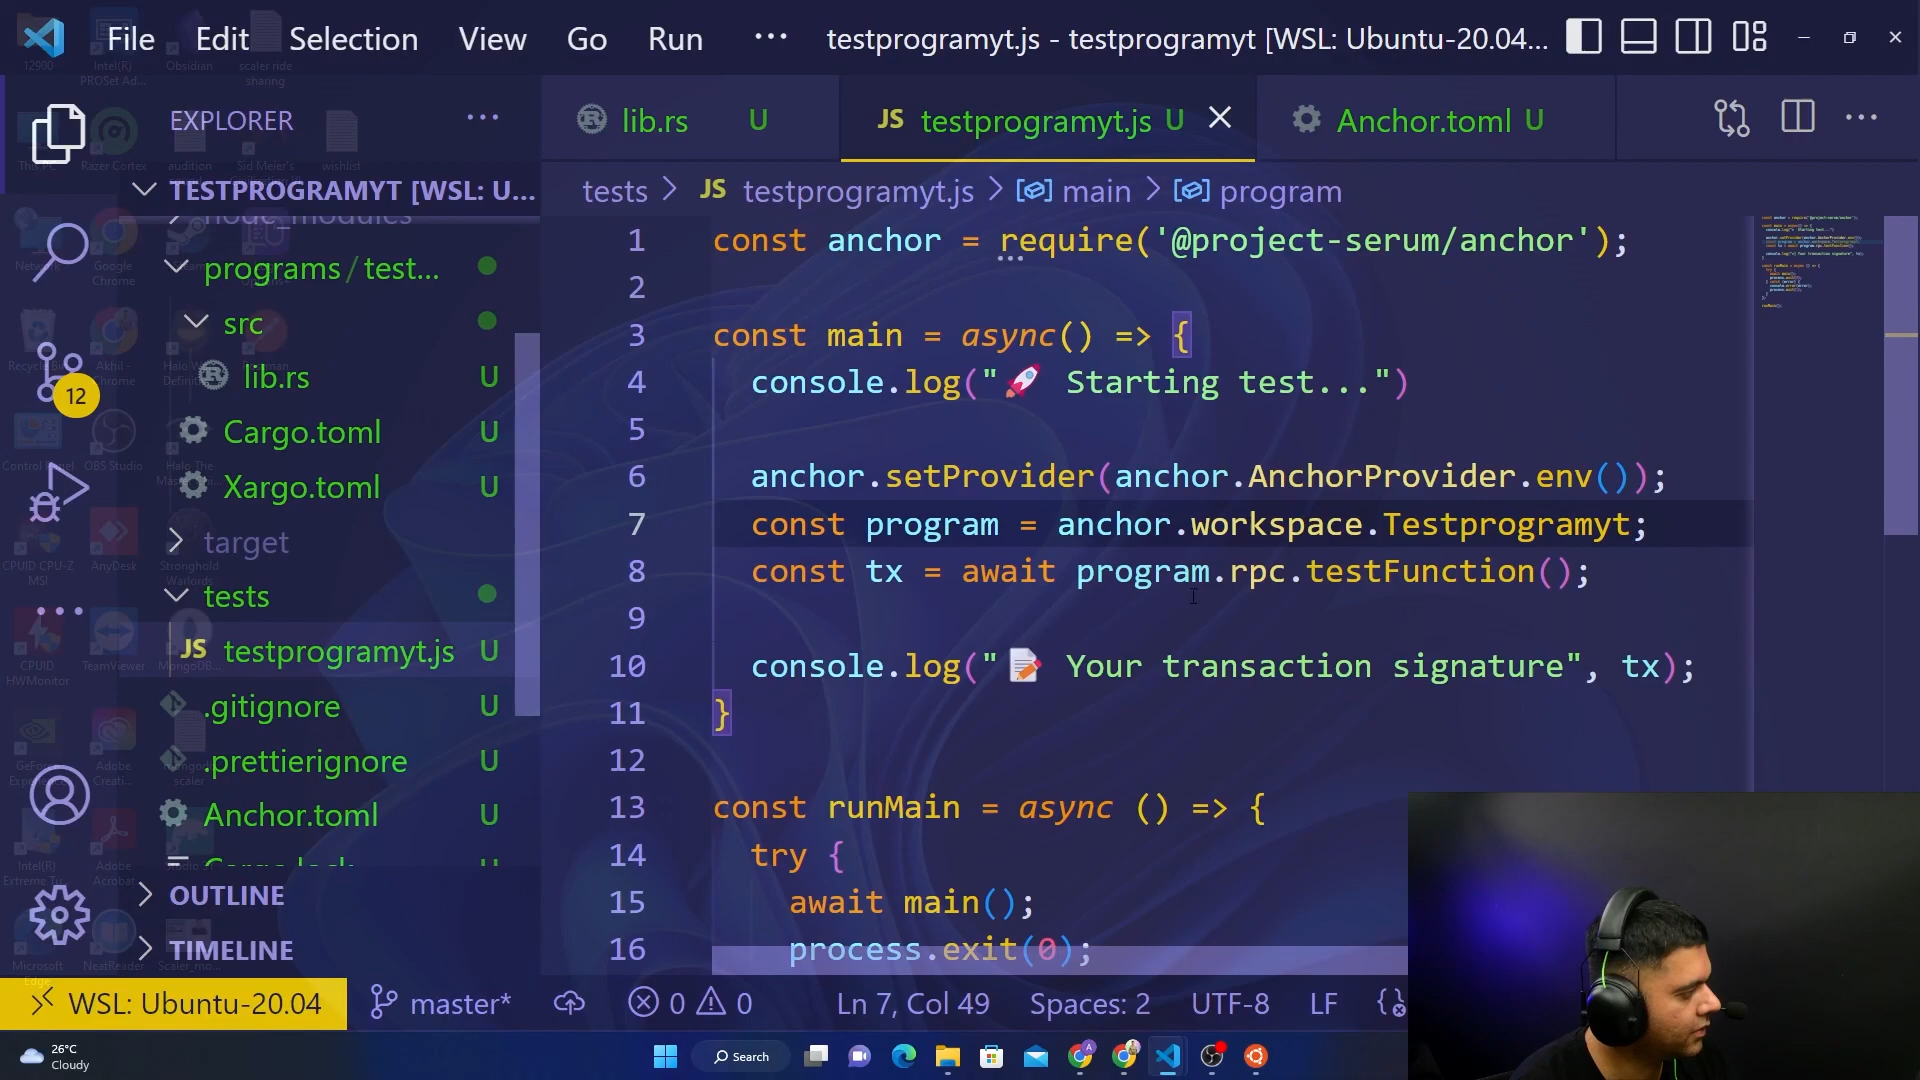 File Edit Selection View Go Run ··· testprogramyt.js - testprogramyt [WSL: Ubuntu-20.04...
EXPLORER ···
lib.rs U
JS testprogramyt.js U
Anchor.toml U
TESTPROGRAMYT [WSL: U...
tests > JS testprogramyt.js > main > program
node_modules
programs / test...
src
lib.rs U
Cargo.toml U
Xargo.toml U
target
tests
JS testprogramyt.js U
.gitignore U
.prettierignore U
Anchor.toml U
Cargo.lock U
OUTLINE
TIMELINE
12
1 const anchor = require('@project-serum/anchor');
2
3 const main = async() => {
4 console.log("🚀 Starting test...")
5
6 anchor.setProvider(anchor.AnchorProvider.env());
7 const program = anchor.workspace.Testprogramyt;
8 const tx = await program.rpc.testFunction();
9
10 console.log("📝 Your transaction signature", tx);
11 }
12
13 const runMain = async () => {
14 try {
15 await main();
16 process.exit(0);
WSL: Ubuntu-20.04 master* 0 0 Ln 7, Col 49 Spaces: 2 UTF-8 LF
26°C
Cloudy
Search